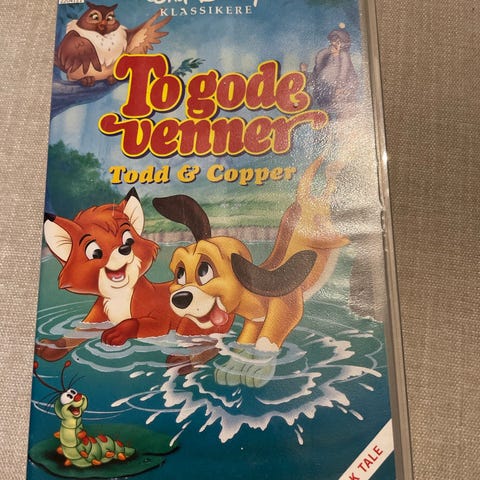 KLASSIKERE
To gode
venner
Todd & Copper
K TALE